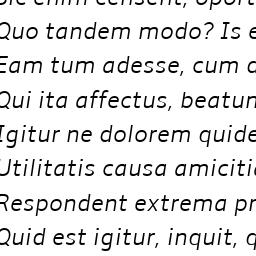 Sic enim censent, oport
Quo tandem modo? Is e
Eam tum adesse, cum d
Qui ita affectus, beatun
Igitur ne dolorem quide
Utilitatis causa amiciti
Respondent extrema pr
Quid est igitur, inquit, q